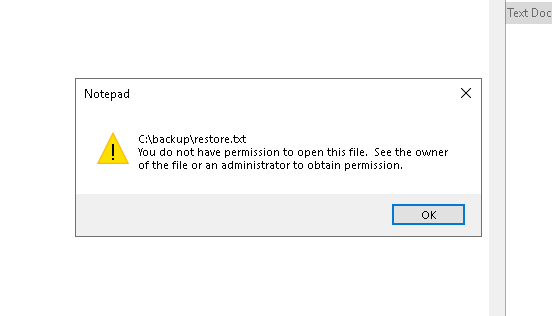 Text Doc
Notepad
C:\backup\restore.txt
You do not have permission to open this file.  See the owner
of the file or an administrator to obtain permission.
OK